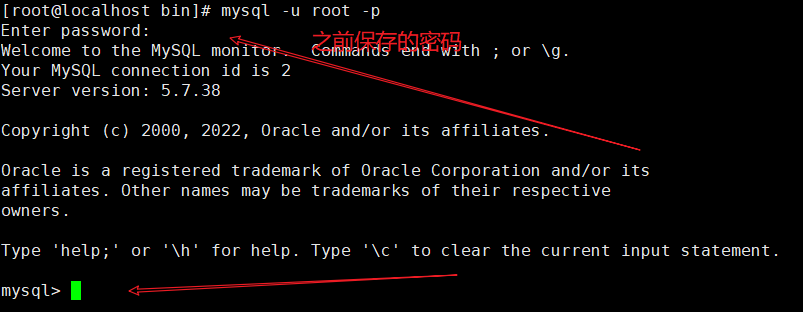 [root@localhost bin]# mysql -u root -p
Enter password:
之前保存的密码
Welcome to the MySQL monitor.  Commands end with ; or \g.
Your MySQL connection id is 2
Server version: 5.7.38
Copyright (c) 2000, 2022, Oracle and/or its affiliates.
Oracle is a registered trademark of Oracle Corporation and/or its
affiliates. Other names may be trademarks of their respective
owners.
Type 'help;' or '\h' for help. Type '\c' to clear the current input statement.
mysql>